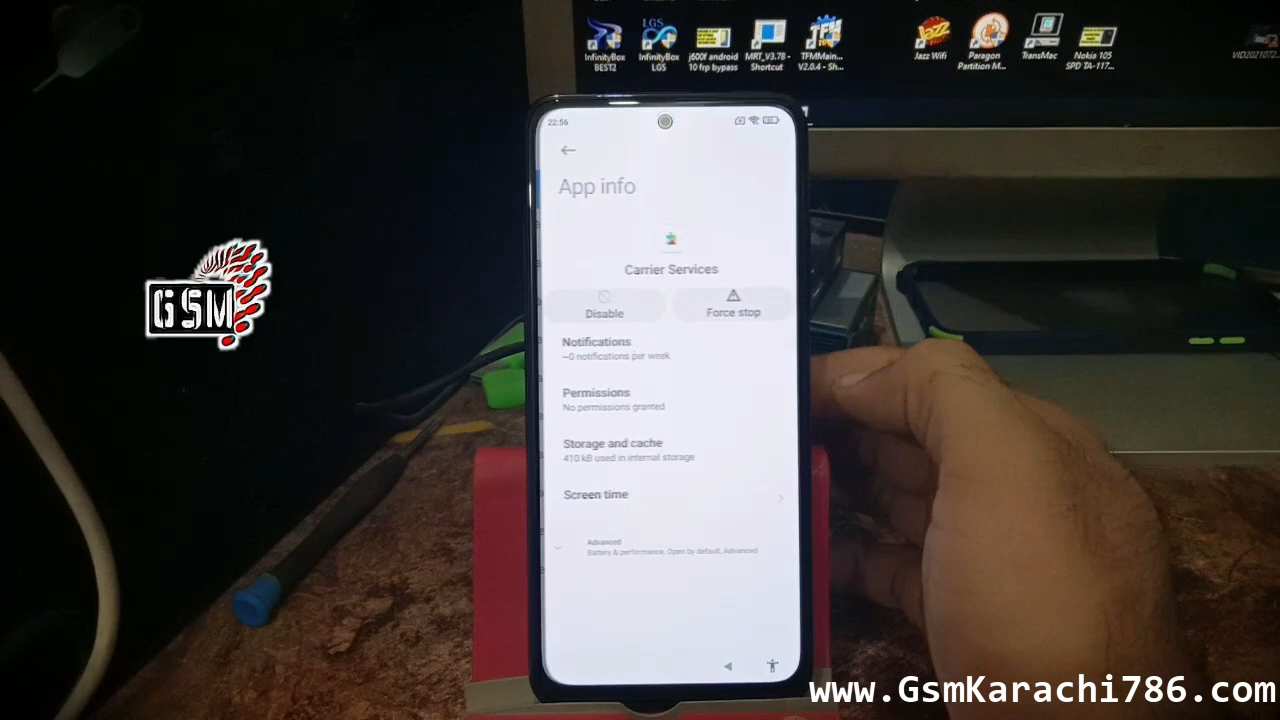 LGS
InfinityBox BEST2
InfinityBox LGS
j600f android 10 frp bypass
MRT_V3.78 - Shortcut
TFMMain... V2.0.4 - Sh...
Jazz Wifi
Paragon Partition M...
TransMac
Nokia 105 SPD TA-117...
22:56
App info
Carrier Services
Disable
Force stop
Notifications
~0 notifications per week
Permissions
No permissions granted
Storage and cache
410 kB used in internal storage
Screen time
Advanced
Battery & performance, Open by default, Advanced
GSM
www.GsmKarachi786.com